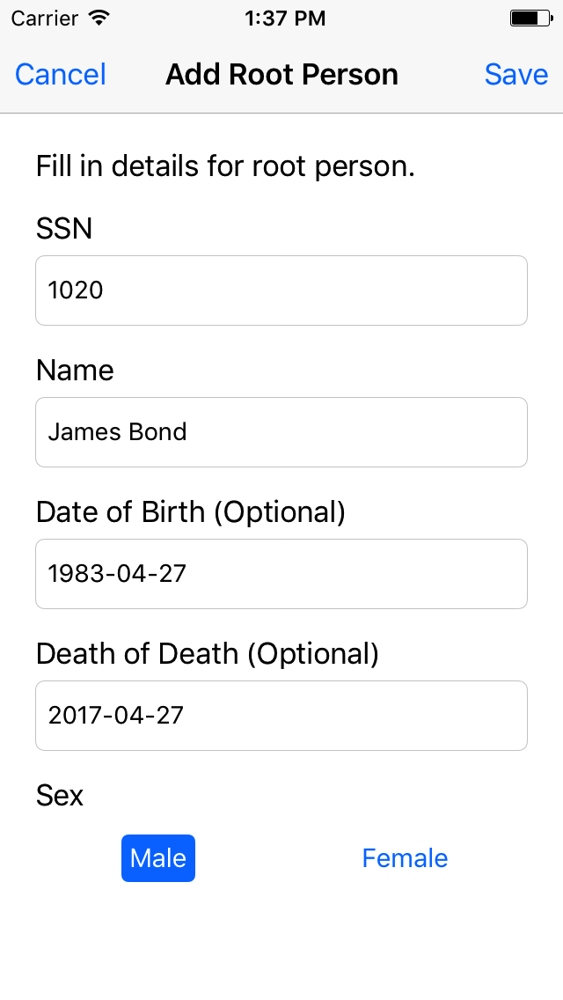 Carrier 1:37 PM
Cancel Add Root Person Save
Fill in details for root person.
SSN
1020
Name
James Bond
Date of Birth (Optional)
1983-04-27
Death of Death (Optional)
2017-04-27
Sex
Male Female